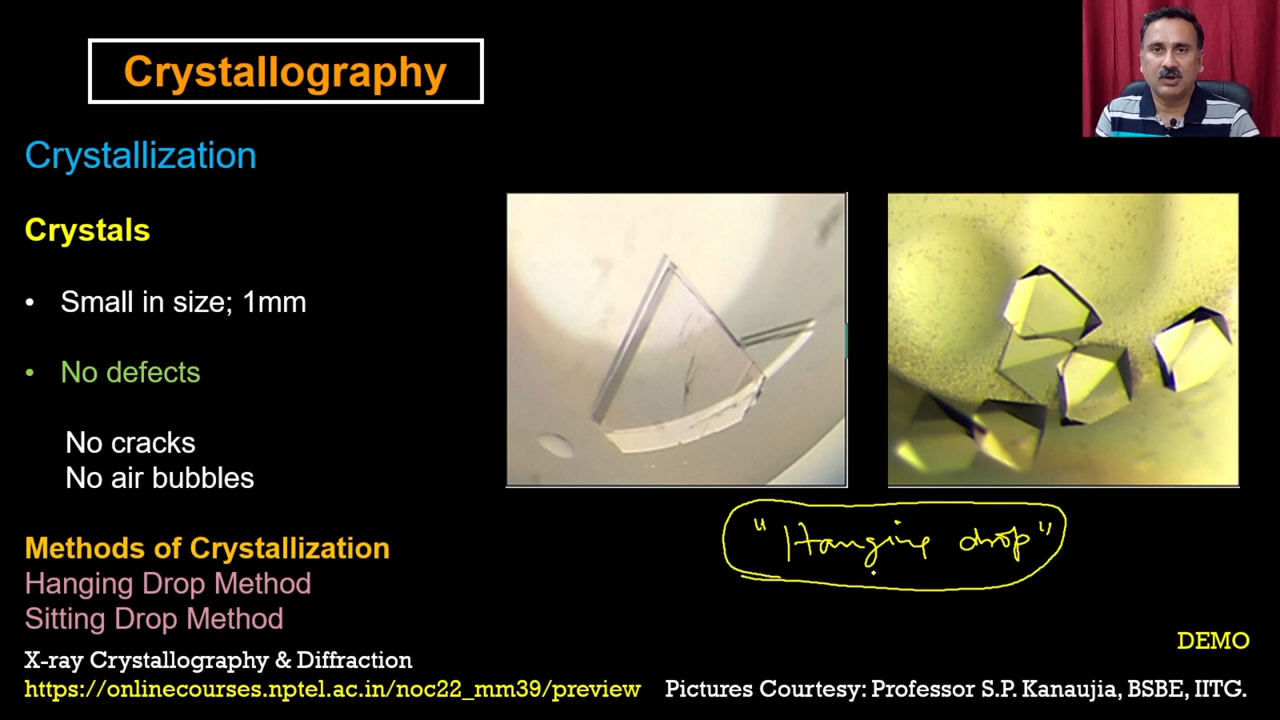 Crystallography
Crystallization
Crystals
• Small in size; 1mm
• No defects
No cracks
No air bubbles
"Hanging drop"
Methods of Crystallization
Hanging Drop Method
Sitting Drop Method
DEMO
X-ray Crystallography & Diffraction
https://onlinecourses.nptel.ac.in/noc22_mm39/preview
Pictures Courtesy: Professor S.P. Kanaujia, BSBE, IITG.